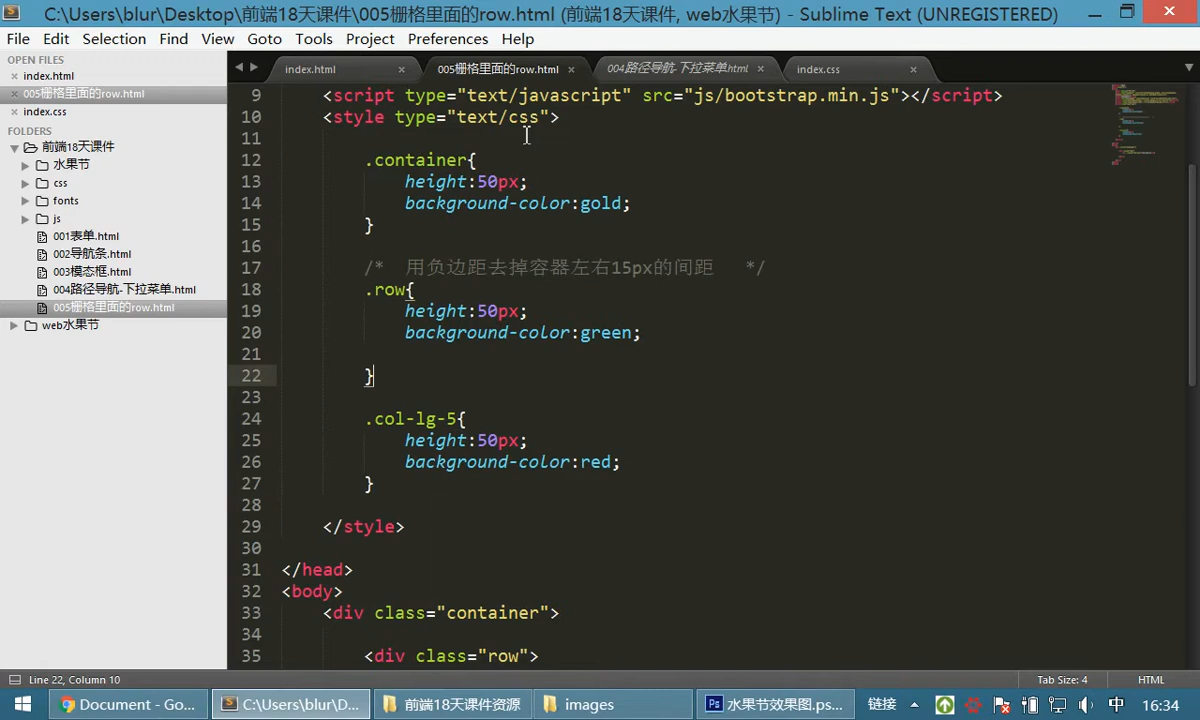 C:\Users\blur\Desktop\前端18天课件\005栅格里面的row.html (前端18天课件, web水果节) - Sublime Text (UNREGISTERED)
File Edit Selection Find View Goto Tools Project Preferences Help
OPEN FILES
index.html
005栅格里面的row.html
index.css
FOLDERS
前端18天课件
水果节
css
fonts
js
001表单.html
002导航条.html
003模态框.html
004路径导航-下拉菜单.html
005栅格里面的row.html
web水果节
index.html 005栅格里面的row.html 004路径导航-下拉菜单html index.css
9 <script type="text/javascript" src="js/bootstrap.min.js"></script>
10 <style type="text/css">
11
12 .container{
13 height:50px;
14 background-color:gold;
15 }
16
17 /* 用负边距去掉容器左右15px的间距 */
18 .row{
19 height:50px;
20 background-color:green;
21
22 }
23
24 .col-lg-5{
25 height:50px;
26 background-color:red;
27 }
28
29 </style>
30
31 </head>
32 <body>
33 <div class="container">
34
35 <div class="row">
Line 22, Column 10 Tab Size: 4 HTML
Document - Go... C:\Users\blur\D... 前端18天课件资源 images 水果节效果图.ps... 链接 中 16:34